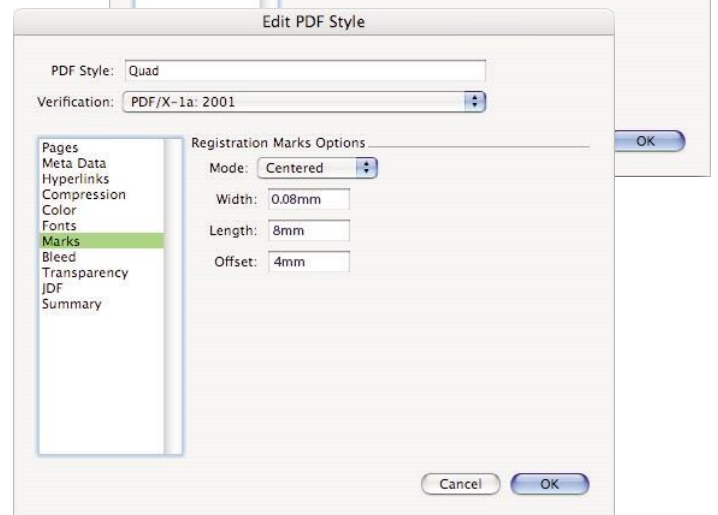 Edit PDF Style
PDF Style: Quad
Verification: PDF/X-1a: 2001
Pages
Meta Data
Hyperlinks
Compression
Color
Fonts
Marks
Bleed
Transparency
JDF
Summary
Registration Marks Options
Mode: Centered
Width: 0.08mm
Length: 8mm
Offset: 4mm
OK
Cancel OK